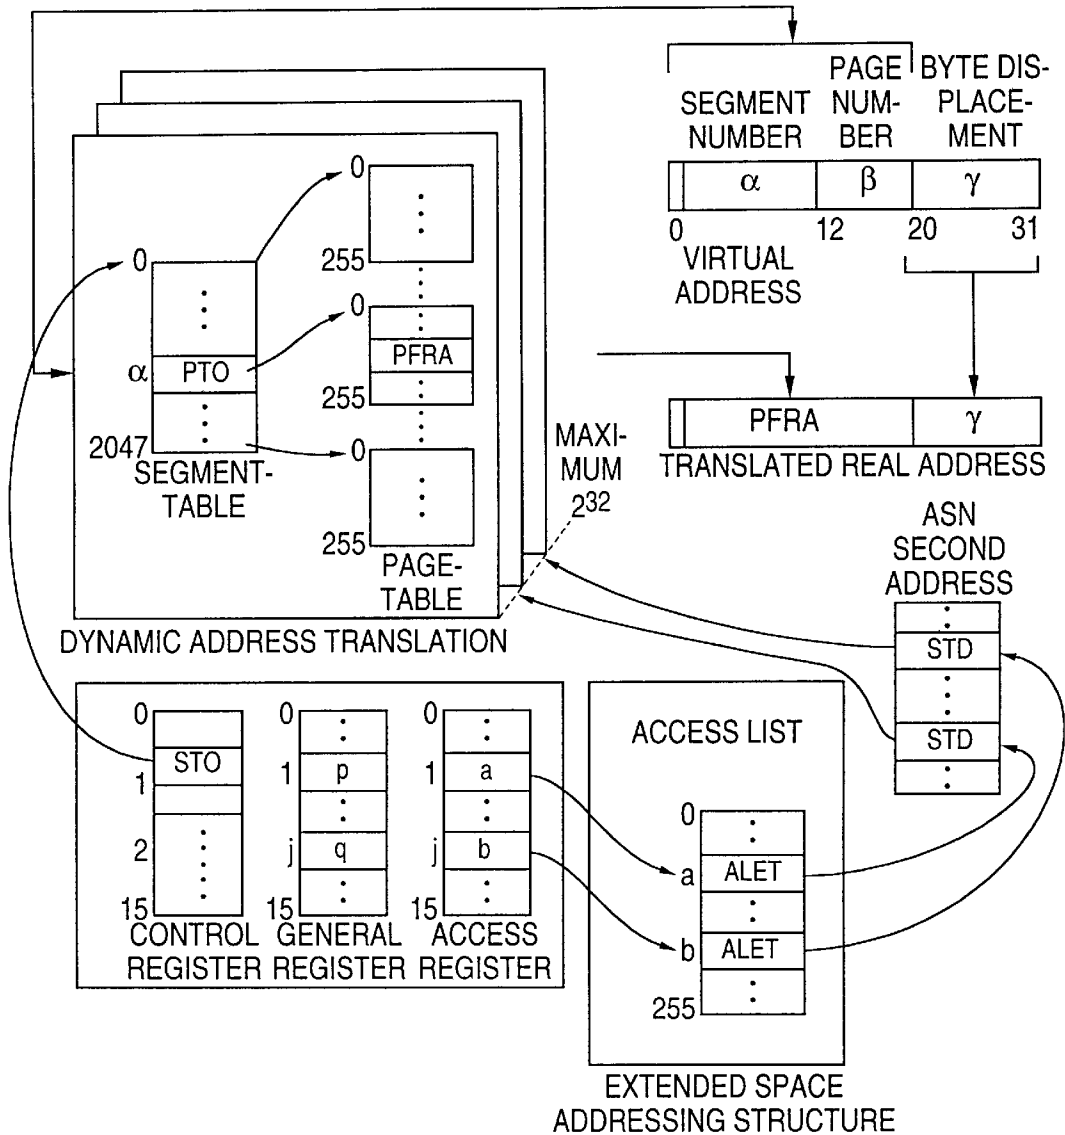 PAGE
NUM-
BER
BYTE DIS-
PLACE-
MENT
SEGMENT
NUMBER
α
β
γ
0
12
20
31
VIRTUAL
ADDRESS
0
α
PTO
2047
SEGMENT-
TABLE
0
255
0
PFRA
255
0
255
PAGE-
TABLE
DYNAMIC ADDRESS TRANSLATION
MAXI-
MUM
2³²
PFRA
γ
TRANSLATED REAL ADDRESS
ASN
SECOND
ADDRESS
STD
STD
0
STO
1
2
15
CONTROL
REGISTER
0
1
p
j
q
15
GENERAL
REGISTER
0
1
a
j
b
15
ACCESS
REGISTER
ACCESS LIST
0
a
ALET
b
ALET
255
EXTENDED SPACE
ADDRESSING STRUCTURE